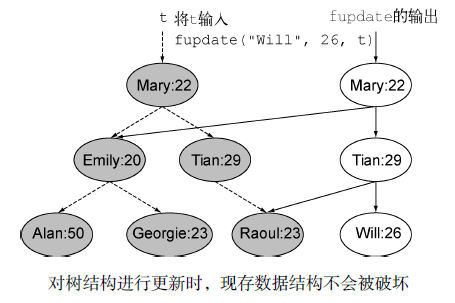 t 将t输入
fupdate("Will", 26, t)
fupdate的输出
Mary:22
Mary:22
Emily:20
Tian:29
Tian:29
Alan:50
Georgie:23
Raoul:23
Will:26
对树结构进行更新时，现存数据结构不会被破坏